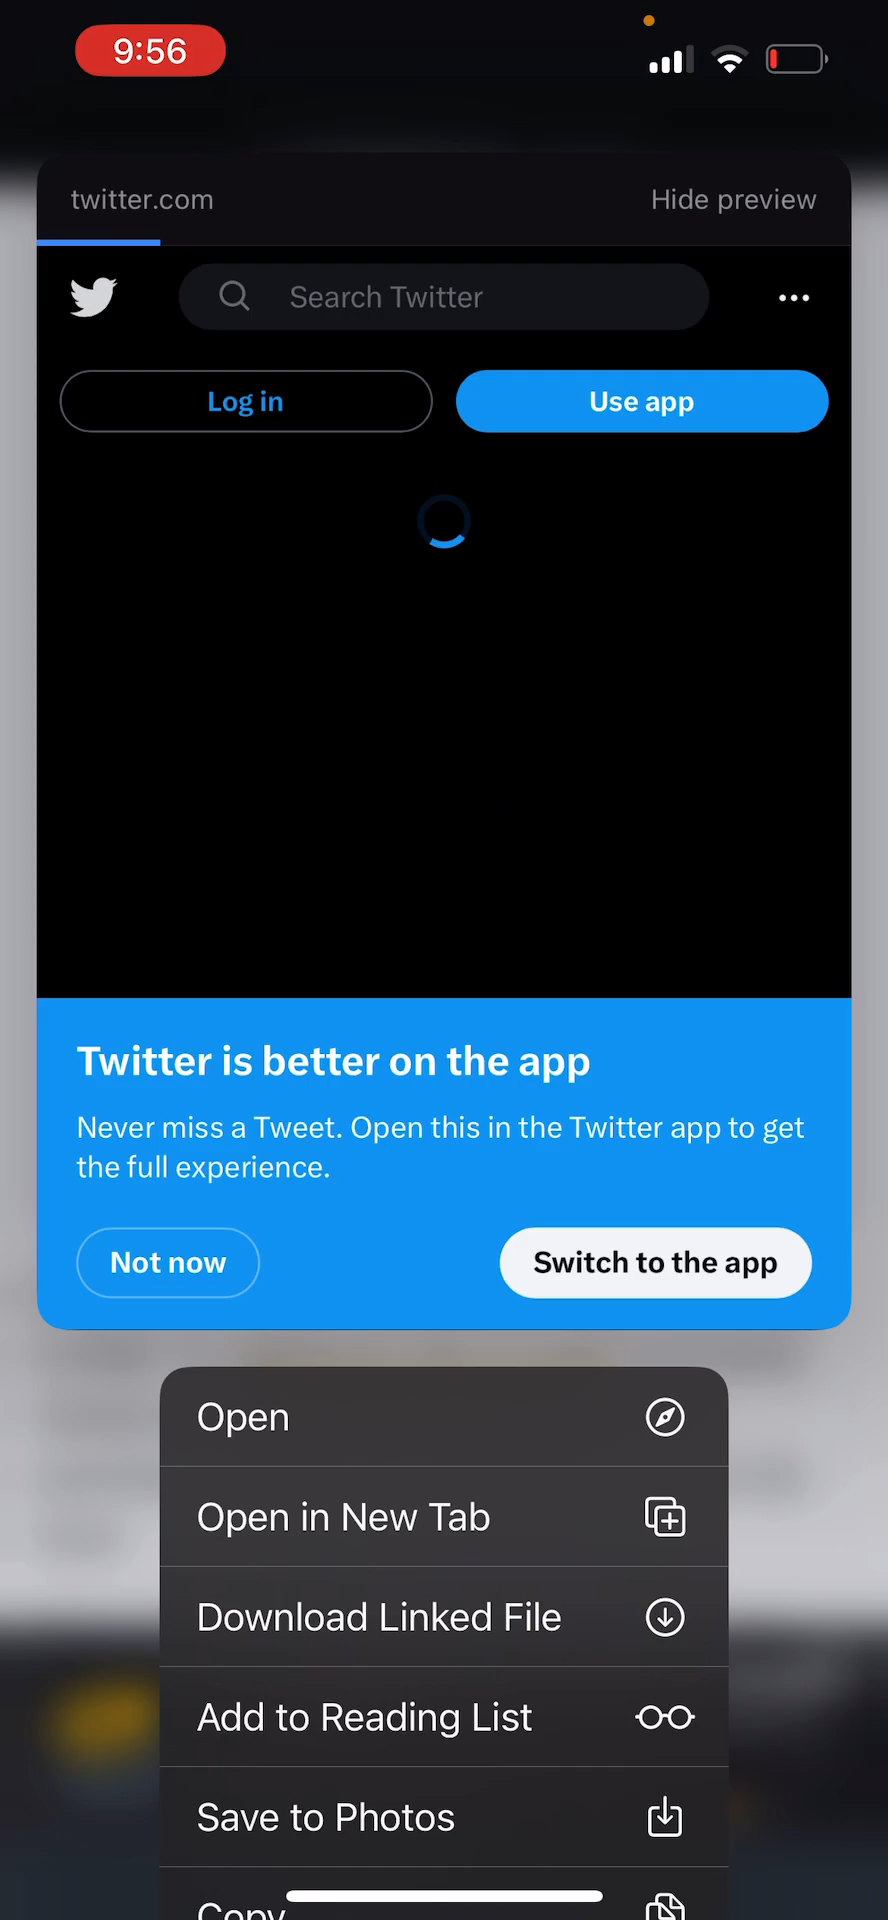 9:56
twitter.com
Hide preview
Search Twitter
Log in
Use app
Twitter is better on the app
Never miss a Tweet. Open this in the Twitter app to get
the full experience.
Not now
Switch to the app
Open
Open in New Tab
Download Linked File
Add to Reading List
Save to Photos
Copy